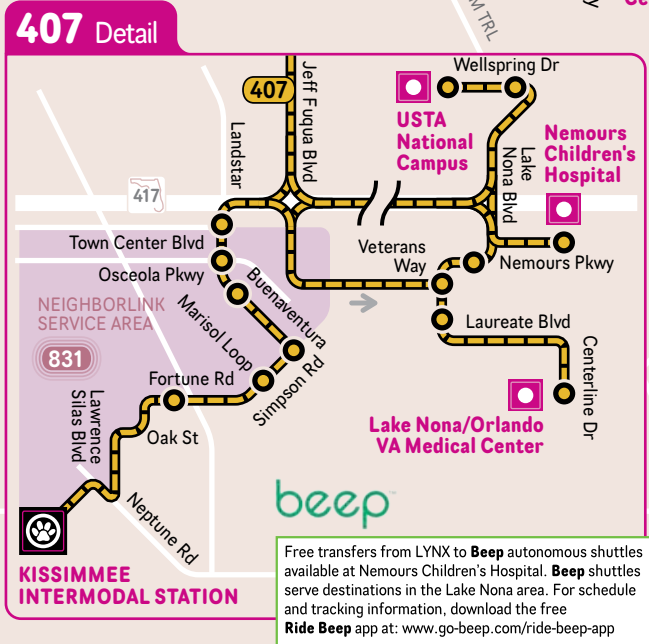 M TRL
407 Detail
407
Jeff Fuqua Blvd
Landstar
417
Wellspring Dr
USTA
National
Campus
Lake
Nona Blvd
Nemours
Children's
Hospital
Town Center Blvd
Osceola Pkwy
Veterans
Way
Nemours Pkwy
NEIGHBORLINK
SERVICE AREA
831
Buenaventura
Marisol Loop
Simpson Rd
Laureate Blvd
Centerline Dr
Fortune Rd
Lawrence
Silas Blvd
Oak St
Neptune Rd
Lake Nona/Orlando
VA Medical Center
beep
KISSIMMEE
INTERMODAL STATION
Free transfers from LYNX to Beep autonomous shuttles
available at Nemours Children's Hospital. Beep shuttles
serve destinations in the Lake Nona area. For schedule
and tracking information, download the free
Ride Beep app at: www.go-beep.com/ride-beep-app